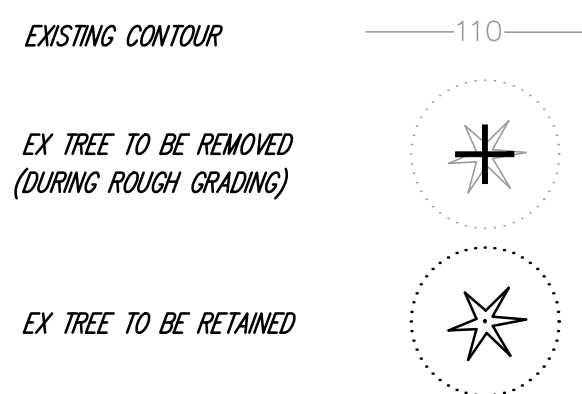 EXISTING CONTOUR 110
EX TREE TO BE REMOVED
(DURING ROUGH GRADING)
EX TREE TO BE RETAINED